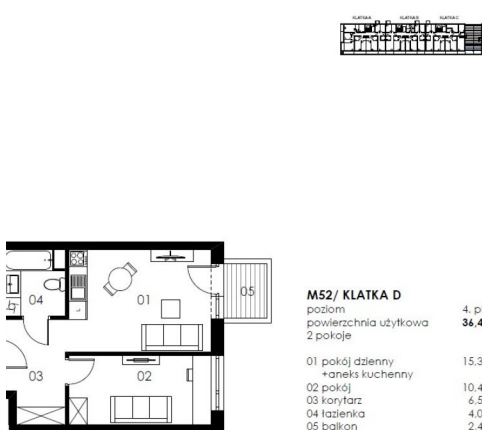 KLATKA A KLATKA B KLATKA C
04
01
05
03
02
M52/ KLATKA D
poziom 4. p
powierzchnia użytkowa 36,4
2 pokoje
01 pokój dzienny 15,3
+aneks kuchenny
02 pokój 10,4
03 korytarz 6,5
04 łazienka 4,0
05 balkon 2,4